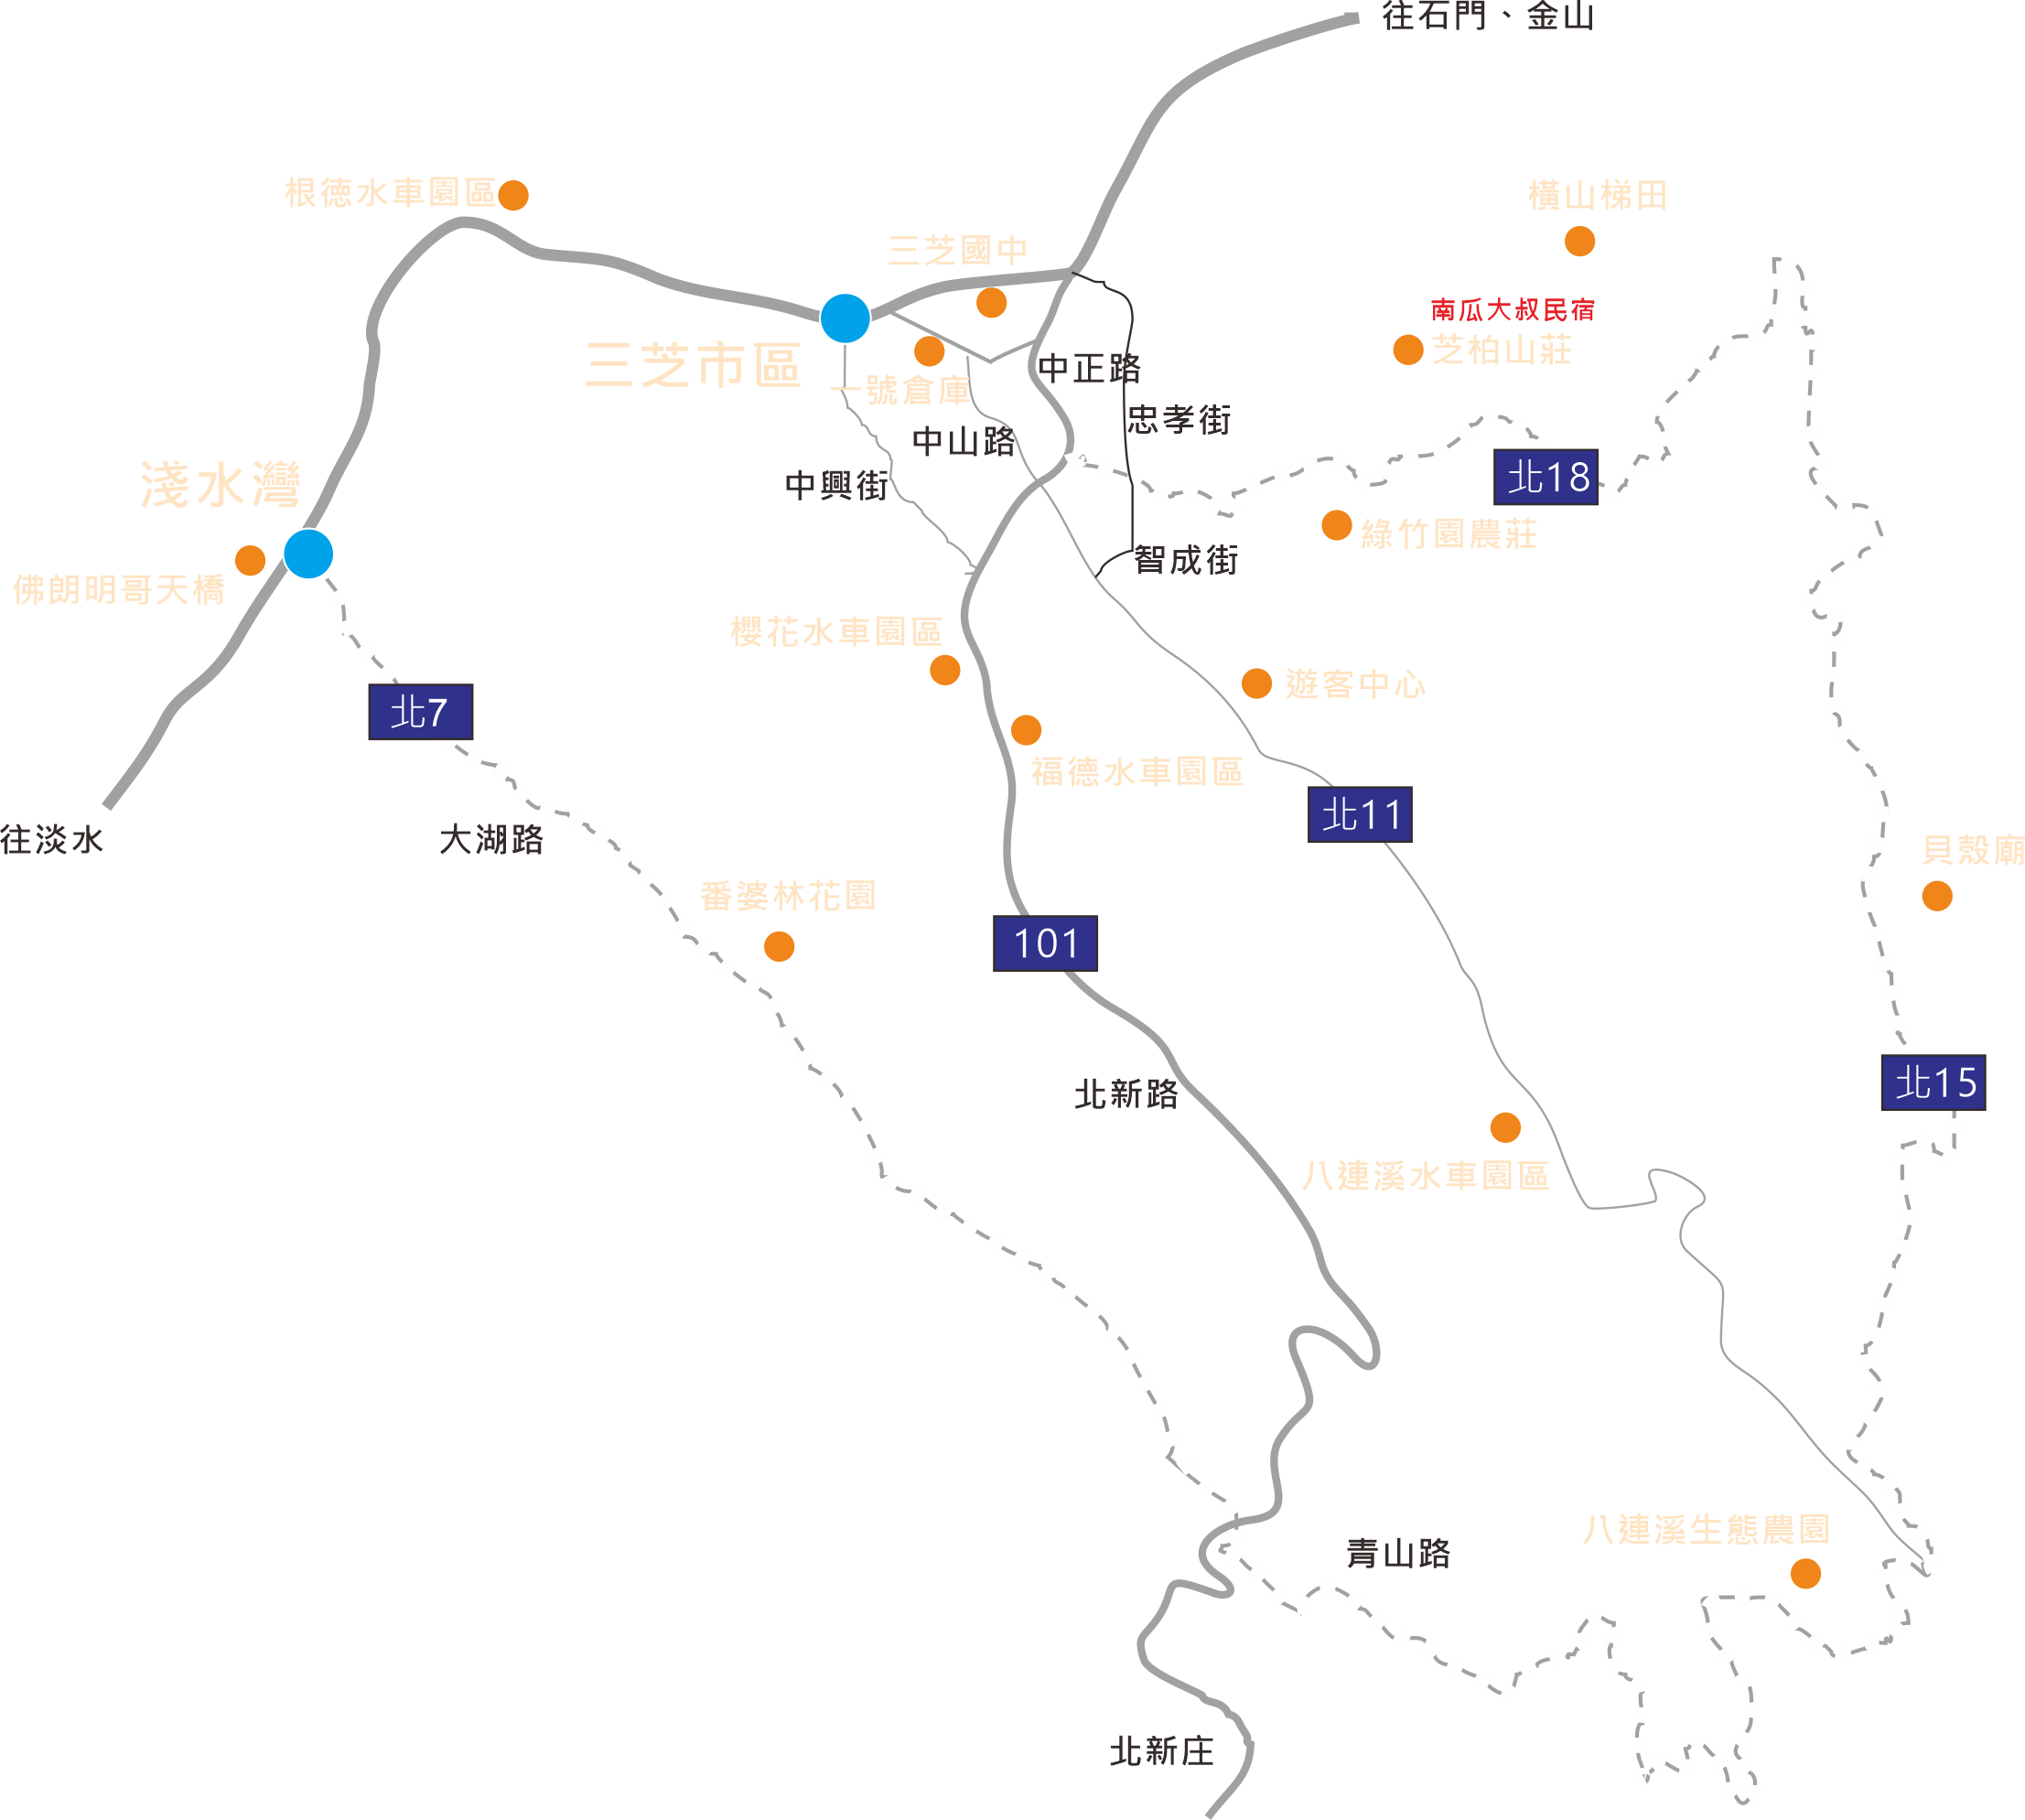 往石門、金山
根德水車園區
橫山梯田
三芝國中
南瓜大叔民宿
芝柏山莊
三芝市區
中正路
一號倉庫
忠孝街
中山路
淺水灣
中興街
北18
綠竹園農莊
智成街
佛朗明哥天橋
櫻花水車園區
遊客中心
北7
福德水車園區
北11
往淡水
大湖路
貝殼廟
番婆林花園
101
北15
北新路
八連溪水車園區
八連溪生態農園
青山路
北新庄